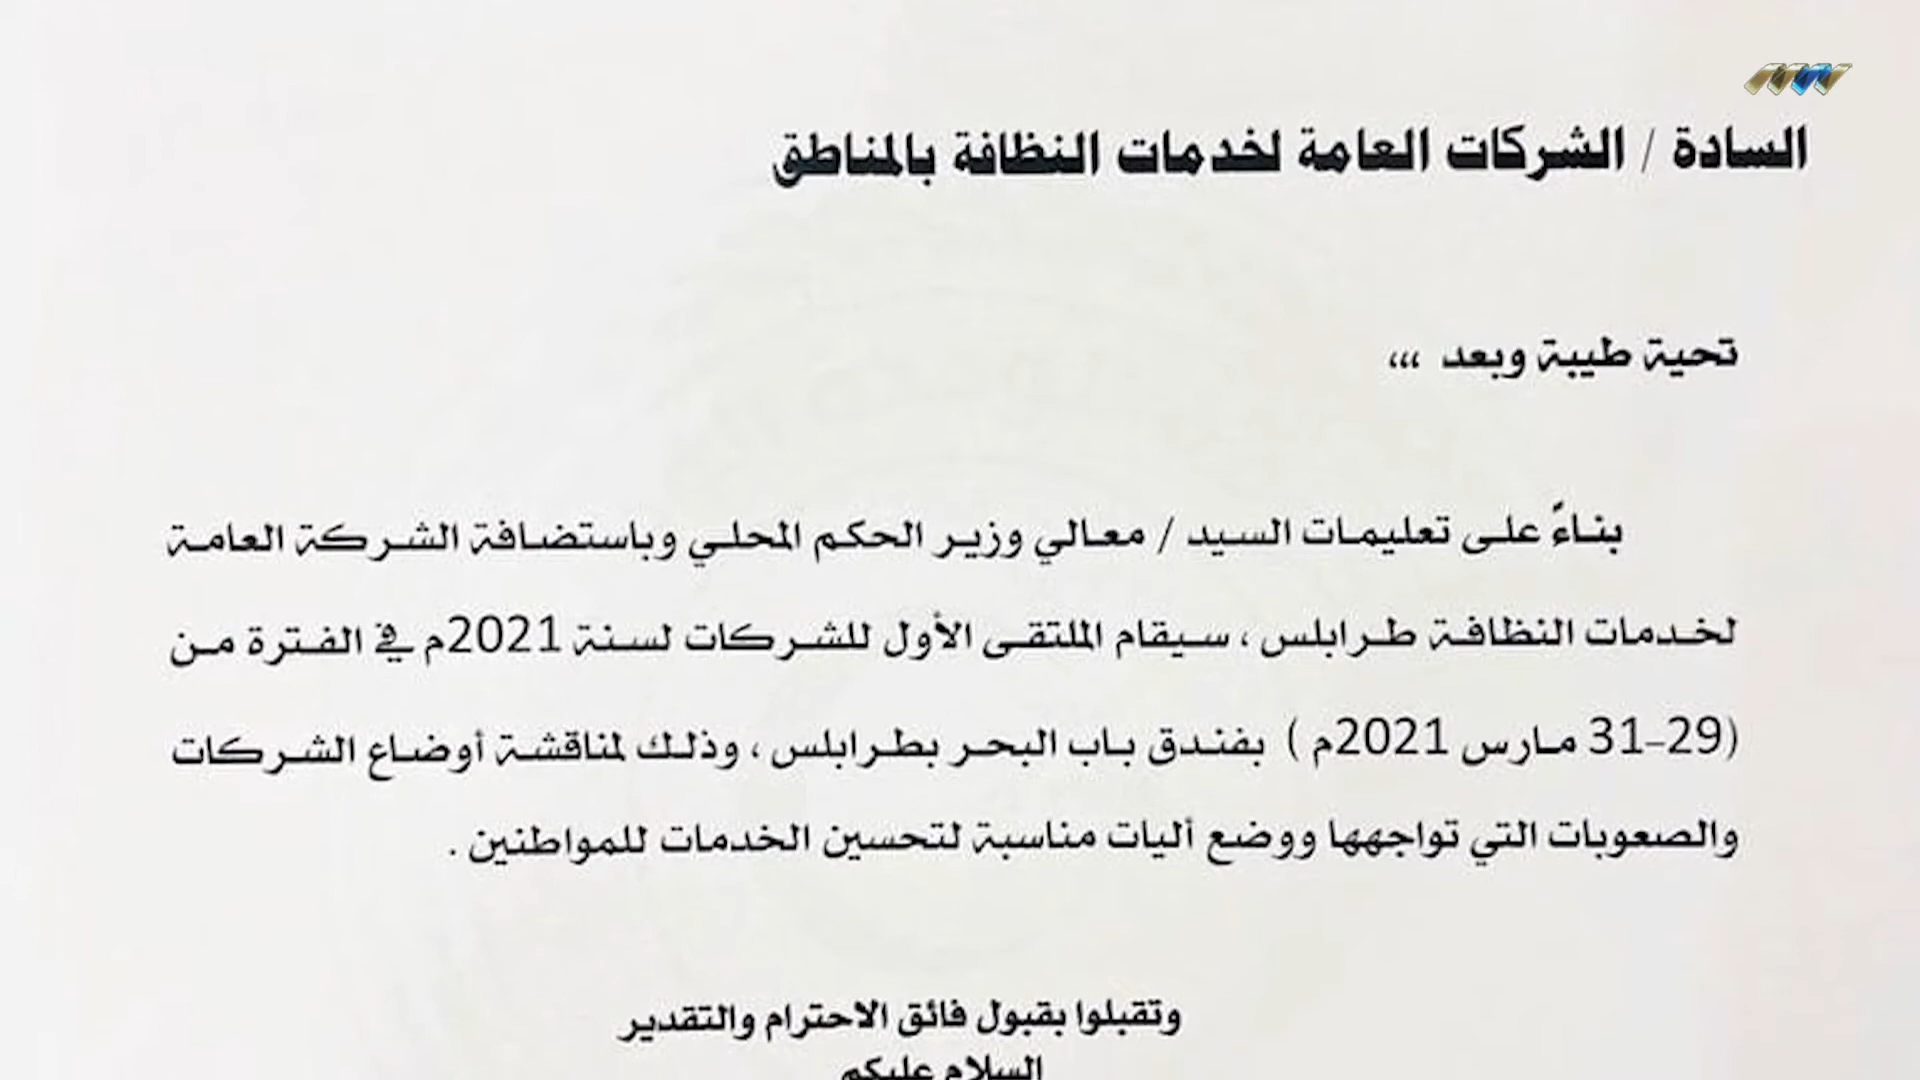 السادة / الشركات العامة لخدمات النظافة بالمناطق
تحية طيبة وبعد ،،،
بناءً على تعليمات السيد / معالي وزير الحكم المحلي وباستضافة الشركة العامة
لخدمات النظافة طرابلس ، سيقام الملتقى الأول للشركات لسنة 2021م في الفترة من
(29-31 مارس 2021م ) بفندق باب البحر بطرابلس ، وذلك لمناقشة أوضاع الشركات
والصعوبات التي تواجهها ووضع أليات مناسبة لتحسين الخدمات للمواطنين .
وتقبلوا بقبول فائق الاحترام والتقدير
السلام عليكم